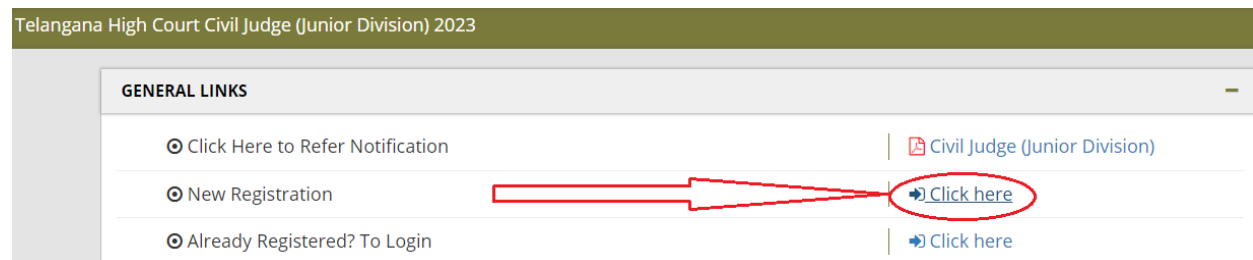 Telangana High Court Civil Judge (Junior Division) 2023
GENERAL LINKS
Click Here to Refer Notification Civil Judge (Junior Division)
New Registration Click here
Already Registered? To Login Click here